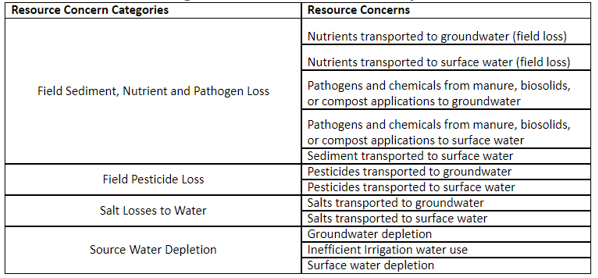 Resource Concern Categories
Resource Concerns
Field Sediment, Nutrient and Pathogen Loss
Nutrients transported to groundwater (field loss)
Nutrients transported to surface water (field loss)
Pathogens and chemicals from manure, biosolids,
or compost applications to groundwater
Pathogens and chemicals from manure, biosolids,
or compost applications to surface water
Sediment transported to surface water
Field Pesticide Loss
Pesticides transported to groundwater
Pesticides transported to surface water
Salt Losses to Water
Salts transported to groundwater
Salts transported to surface water
Source Water Depletion
Groundwater depletion
Inefficient Irrigation water use
Surface water depletion